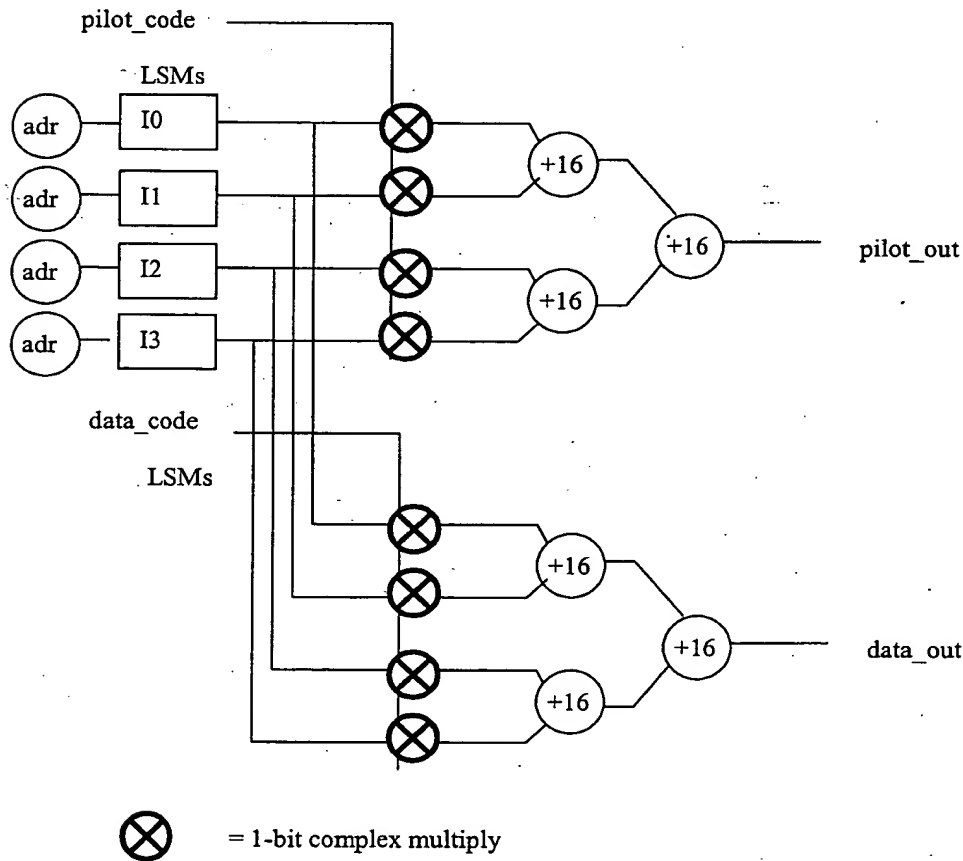 pilot_code
LSMs
adr
I0
+16
adr
I1
+16
pilot_out
adr
I2
+16
adr
I3
data_code
LSMs
+16
+16
data_out
+16
= 1-bit complex multiply